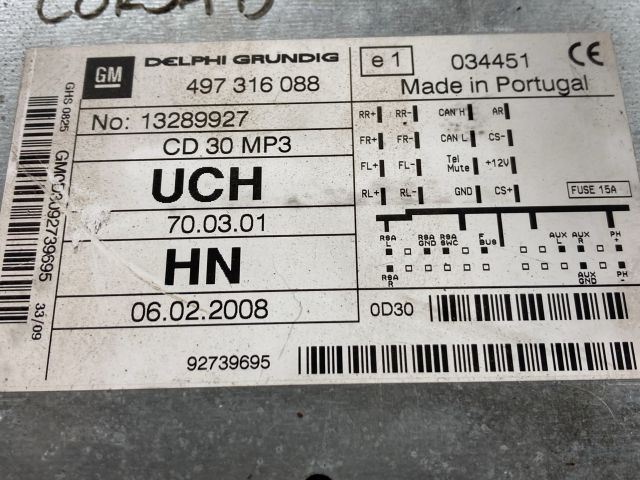 CORSA D
GM
DELPHI GRUNDIG
497 316 088
e1
034451
CE
Made in Portugal
No: 13289927
CD 30 MP3
UCH
70.03.01
HN
06.02.2008
92739695
RR+ RR- CAN H AR
FR+ FR- CAN L CS-
FL+ FL- Tel Mute +12V
RL+ RL- GND CS+
FUSE 15A
RSA L RSA GND RSA SWC F BUS AUX L AUX R PH +
RSA R AUX GND PH -
0D30
GHS 0825
33/09